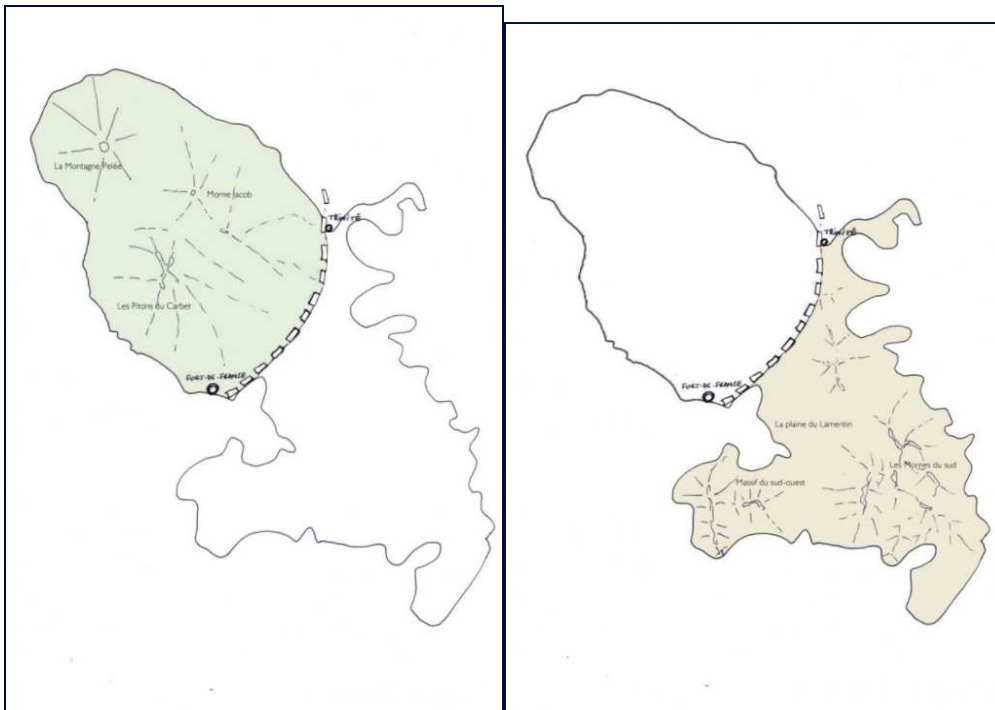 La Montagne Pelée
Morne Jacob
TRINITÉ
Les Pitons du Carbet
FORT-DE-FRANCE
TRINITÉ
FORT-DE-FRANCE
La plaine du Lamentin
Les Mornes du sud
Massif du sud-ouest